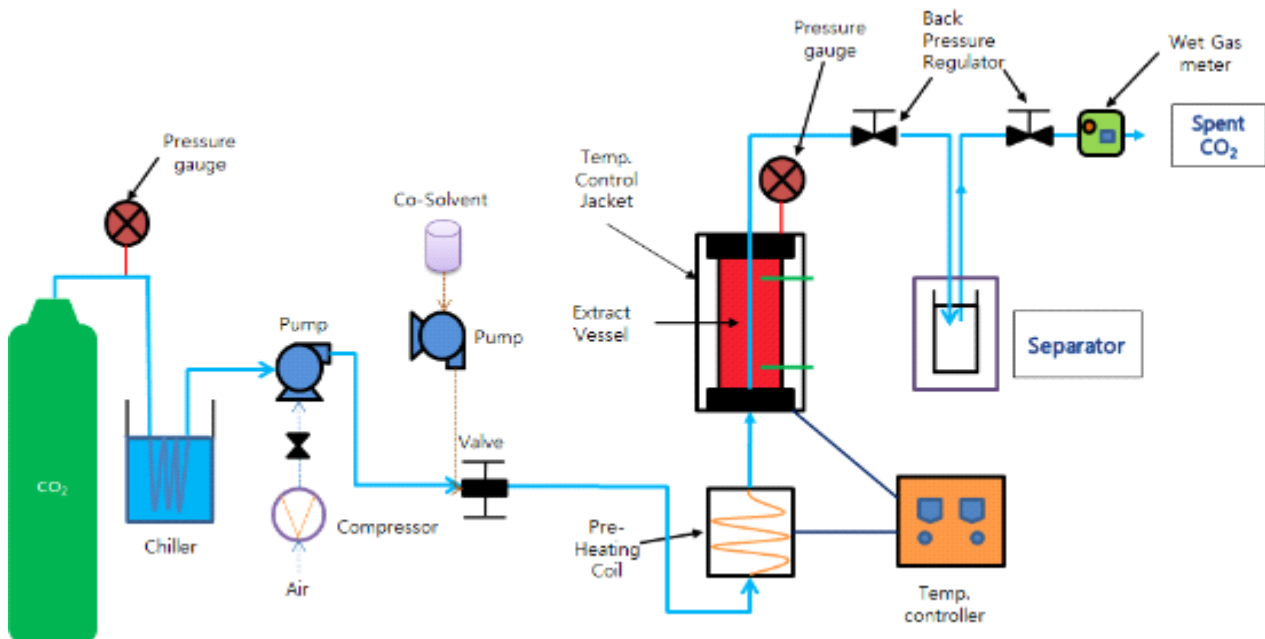 Pressure
gauge
Back
Pressure
Regulator
Wet Gas
meter
Spent
CO₂
Pressure
gauge
Temp.
Control
Jacket
Co-Solvent
Extract
Vessel
Pump
Pump
Separator
CO₂
Valve
Chiller
Compressor
Air
Pre-
Heating
Coil
Temp.
controller